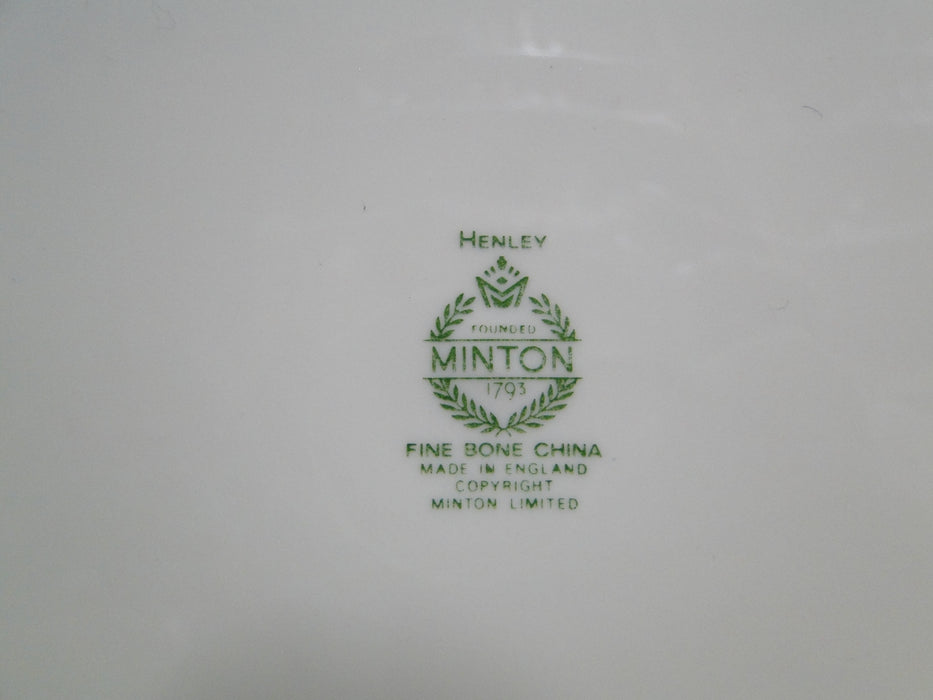 HENLEY
FOUNDED
MINTON
1793
FINE BONE CHINA
MADE IN ENGLAND
COPYRIGHT
MINTON LIMITED